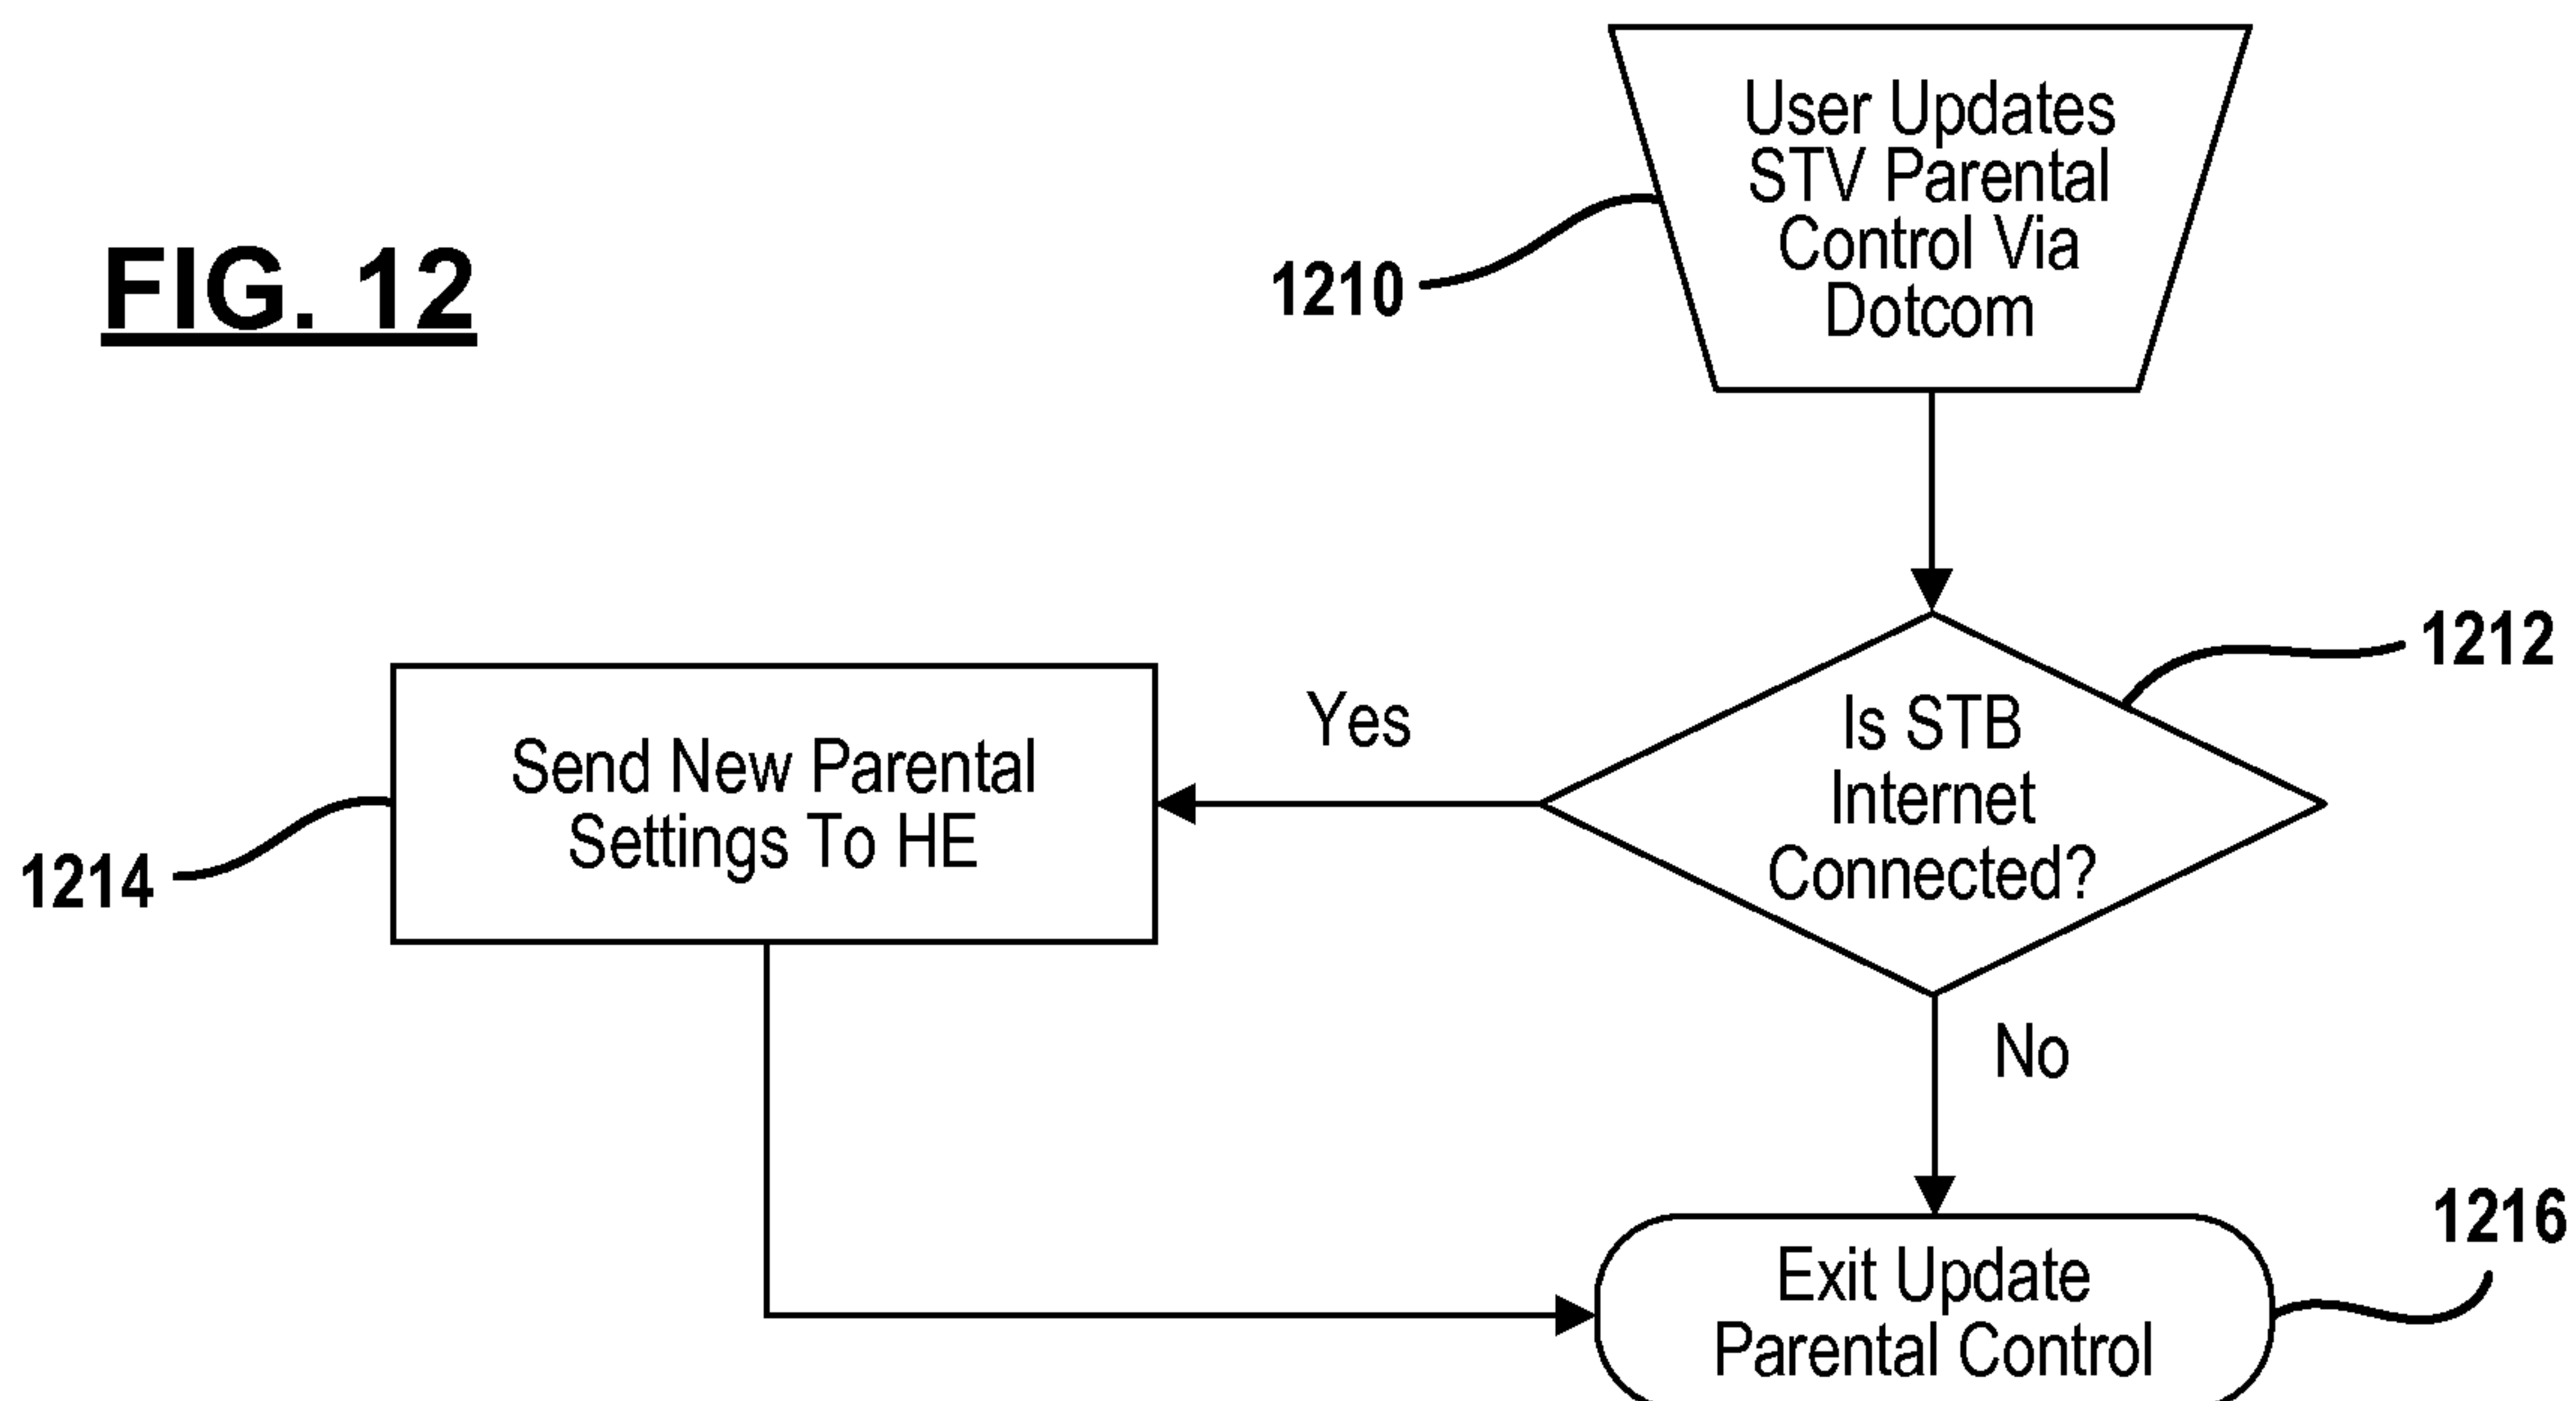 FIG. 12
User Updates
STV Parental
Control Via
Dotcom
1210
1212
Is STB
Internet
Connected?
Yes
Send New Parental
Settings To HE
1214
No
1216
Exit Update
Parental Control